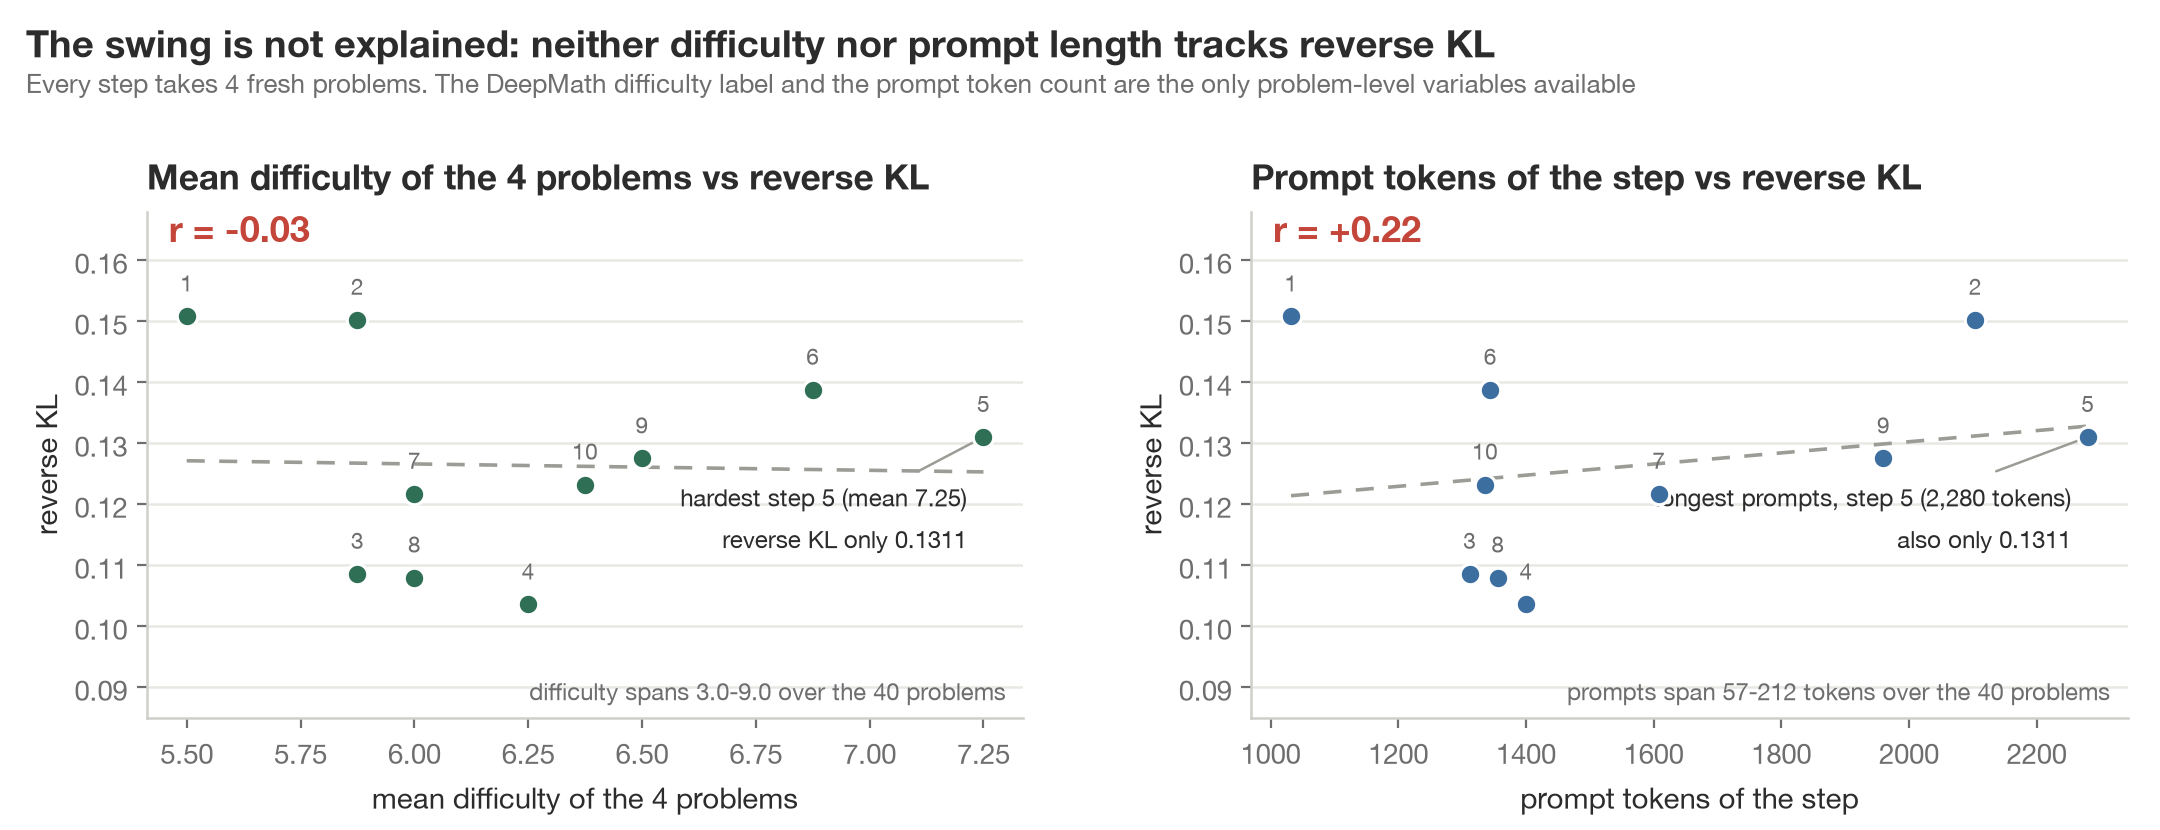 The swing is not explained: neither difficulty nor prompt length tracks reverse KL
Every step takes 4 fresh problems. The DeepMath difficulty label and the prompt token count are the only problem-level variables available
Mean difficulty of the 4 problems vs reverse KL
r = -0.03
0.16
0.15
0.14
0.13
0.12
0.11
0.10
0.09
reverse KL
1
2
6
5
9
10
7
hardest step 5 (mean 7.25)
reverse KL only 0.1311
3
8
4
difficulty spans 3.0-9.0 over the 40 problems
5.50 5.75 6.00 6.25 6.50 6.75 7.00 7.25
mean difficulty of the 4 problems
Prompt tokens of the step vs reverse KL
r = +0.22
0.16
0.15
0.14
0.13
0.12
0.11
0.10
0.09
reverse KL
1
2
6
5
9
10
7
ongest prompts, step 5 (2,280 tokens)
also only 0.1311
3
8
4
prompts span 57-212 tokens over the 40 problems
1000 1200 1400 1600 1800 2000 2200
prompt tokens of the step